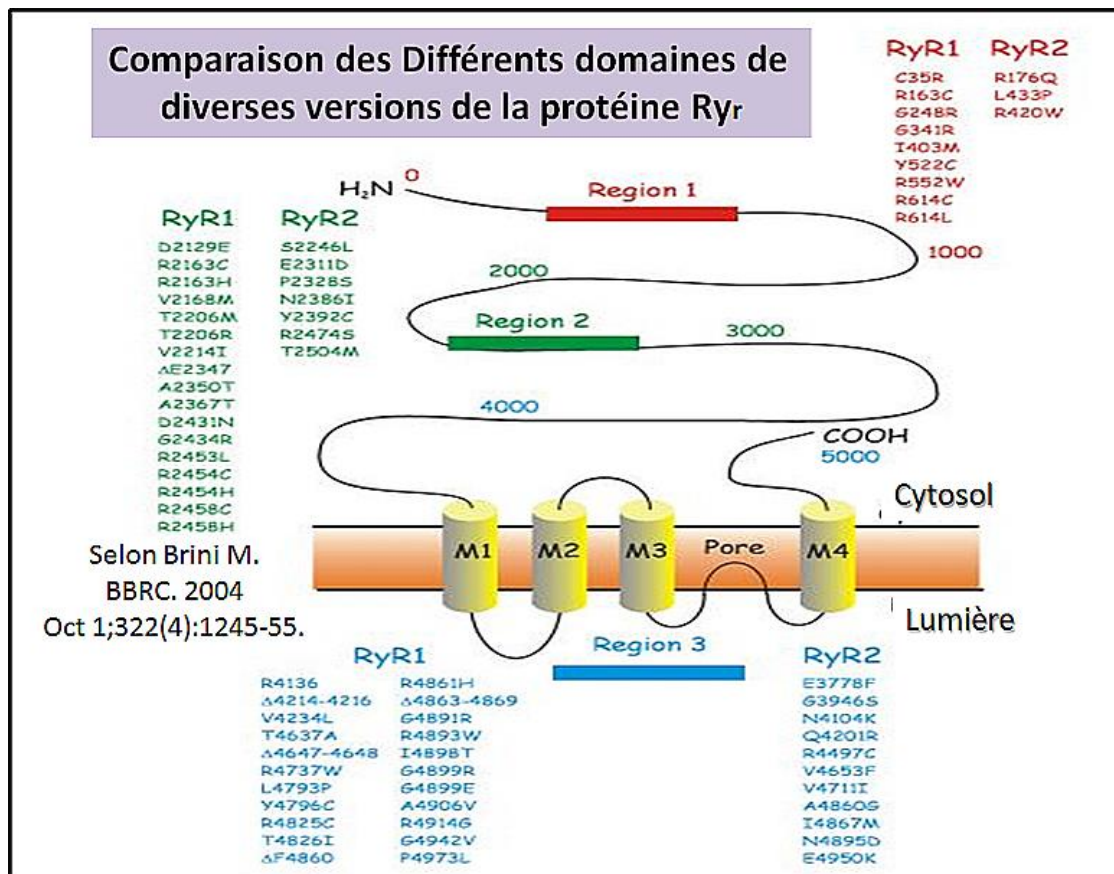 Comparaison des Différents domaines de
diverses versions de la protéine Ryr
RyR1 RyR2
C35R R176Q
R163C L433P
G248R R420W
G341R
I403M
Y522C
R552W
R614C
R614L
H₂N 0
Region 1
1000
2000
RyR1 RyR2
D2129E S2246L
R2163C E2311D
R2163H P2328S
V2168M N2386I
T2206M Y2392C
T2206R R2474S
V2214I T2504M
ΔE2347
A2350T
A2367T
D2431N
G2434R
R2453L
R2454C
R2454H
R2458C
R2458H
Region 2
3000
4000
COOH
5000
Cytosol
M1 M2 M3 Pore M4
Lumière
Selon Brini M.
BBRC. 2004
Oct 1;322(4):1245-55.
RyR1
R4136 R4861H
Δ4214-4216 Δ4863-4869
V4234L G4891R
T4637A R4893W
Δ4647-4648 I4898T
R4737W G4899R
L4793P G4899E
Y4796C A4906V
R4825C R4914G
T4826I G4942V
ΔF4860 P4973L
Region 3
RyR2
E3778F
G3946S
N4104K
Q4201R
R4497C
V4653F
V4711I
A4860G
I4867M
N4895D
E4950K